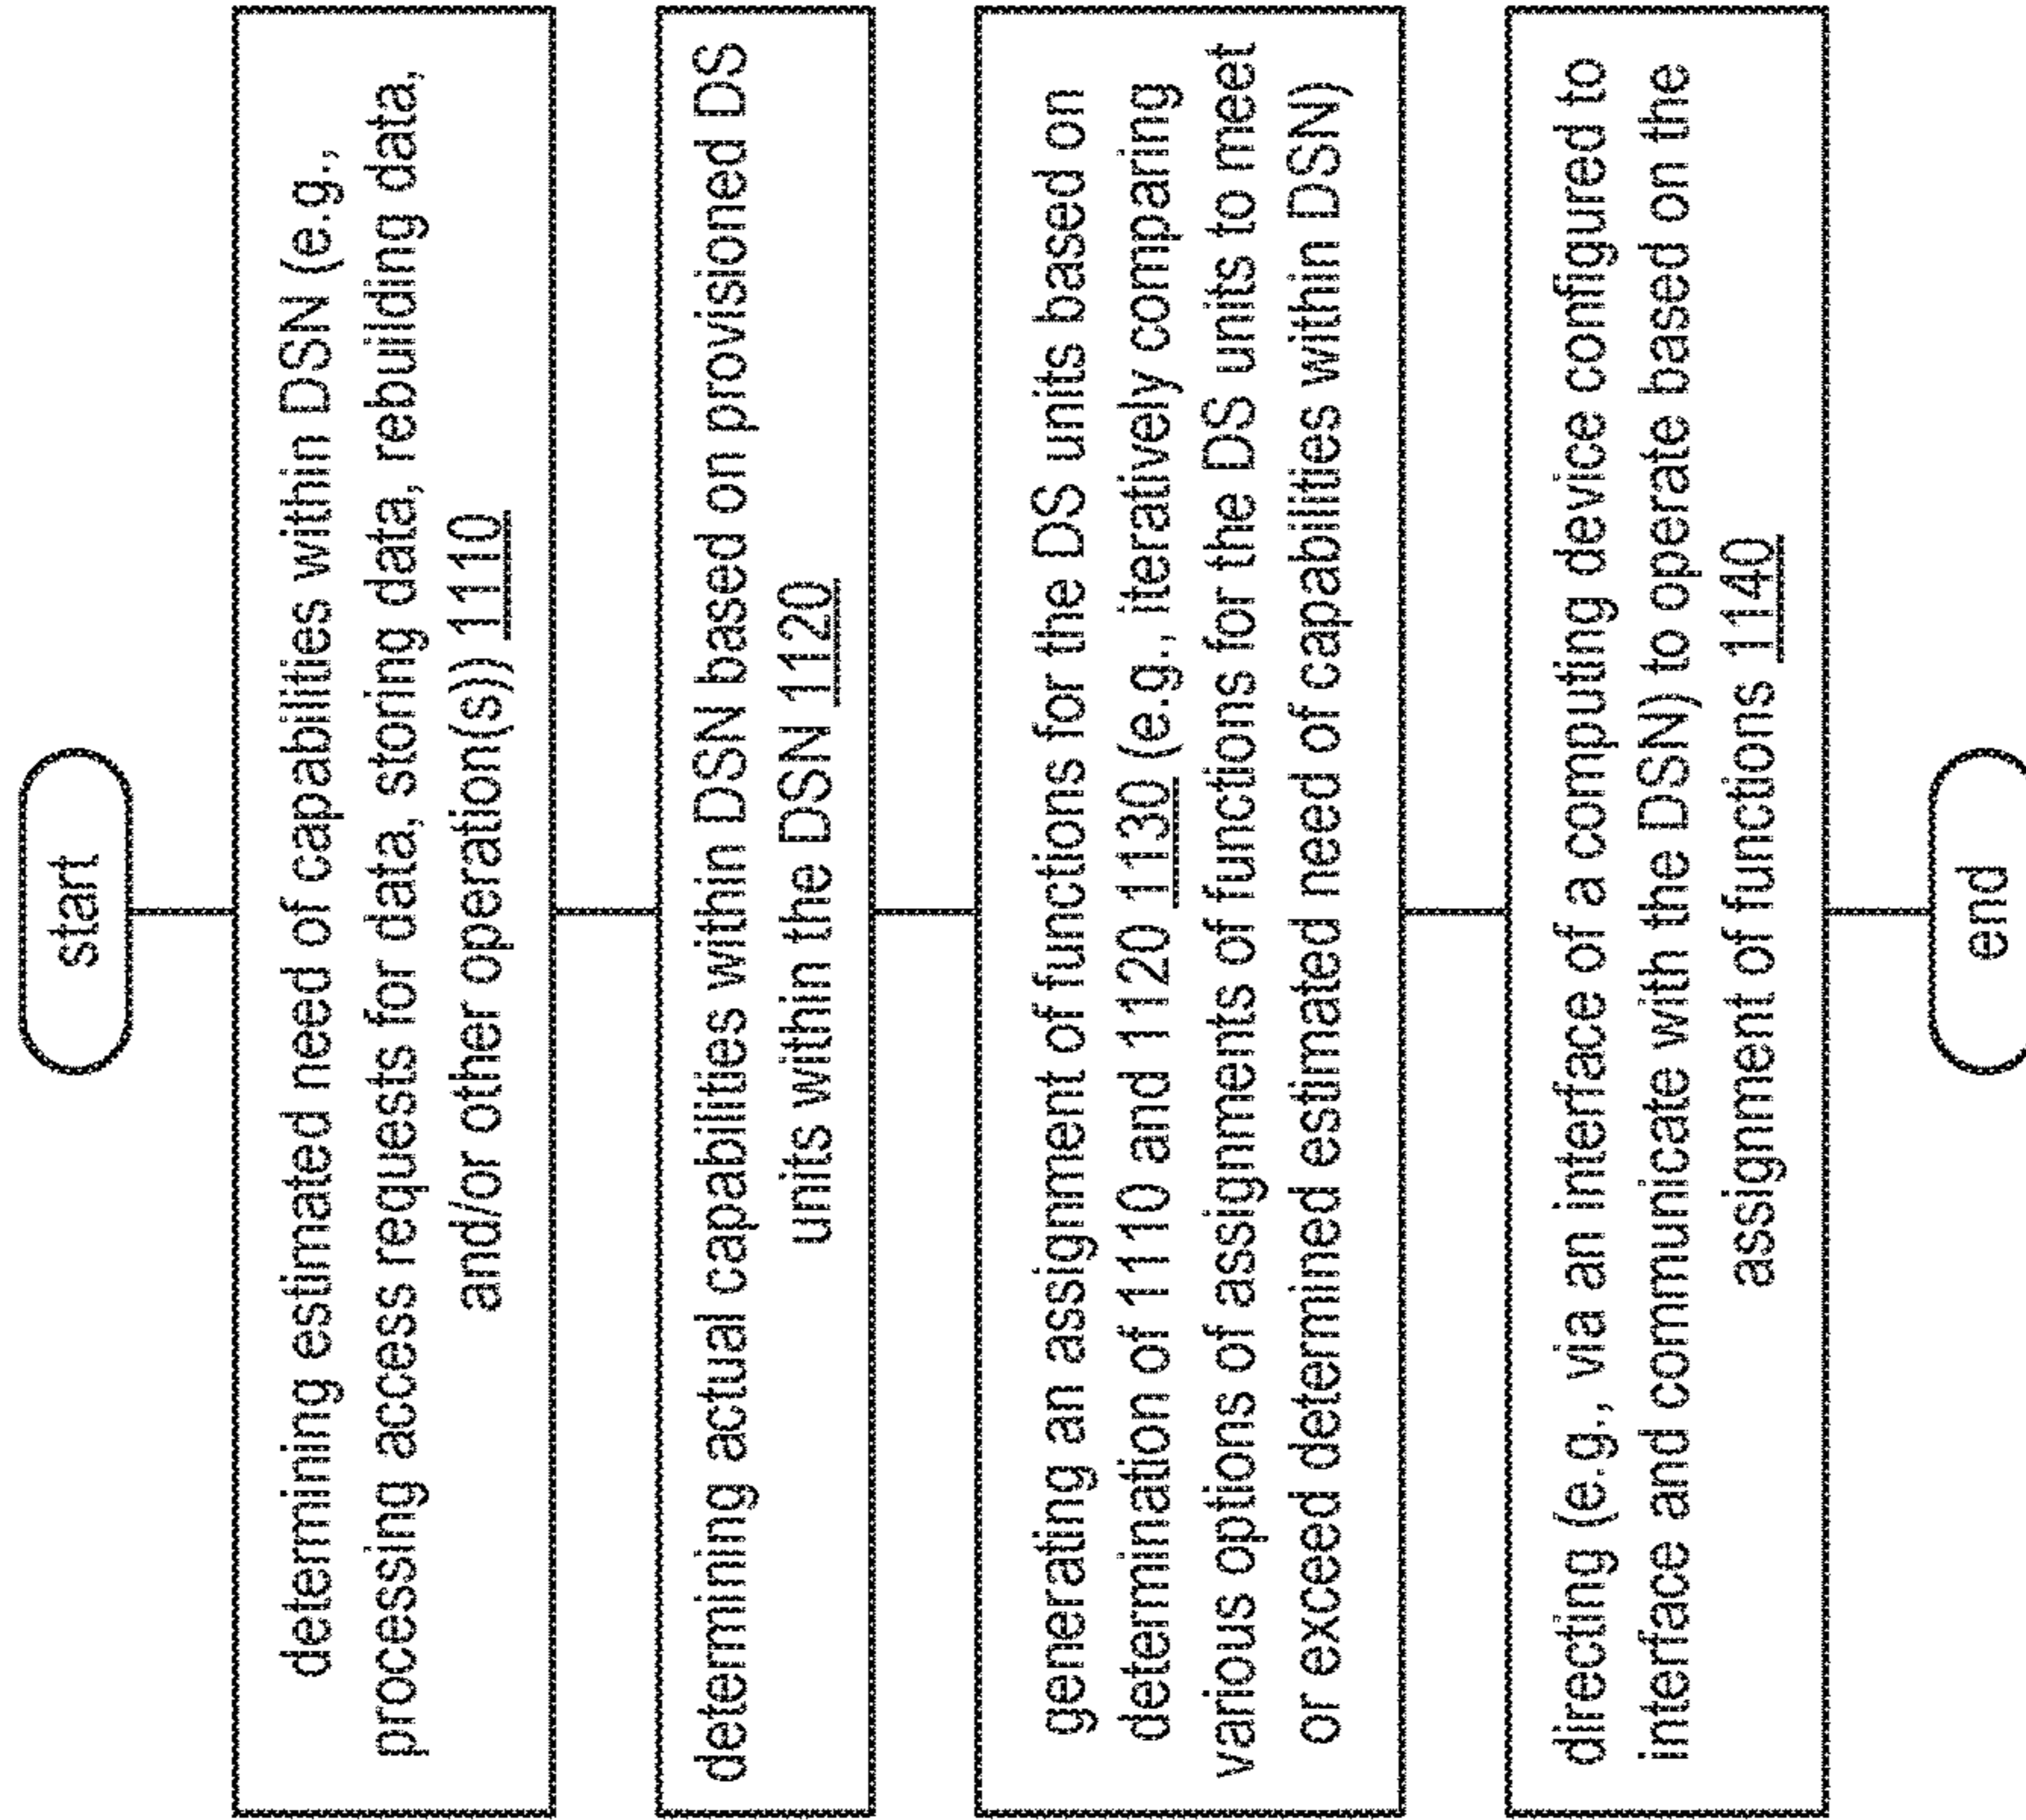 start
determining estimated need of capabilities within DSN (e.g.,
processing access requests for data, storing data, rebuilding data,
and/or other operation(s)) 1110
determining actual capabilities within DSN based on provisioned DS
units within the DSN 1120
generating an assignment of functions for the DS units based on
determination of 1110 and 1120 1130 (e.g., iteratively comparing
various options of assignments of functions for the DS units to meet
or exceed determined estimated need of capabilities within DSN)
directing (e.g., via an interface of a computing device configured to
interface and communicate with the DSN) to operate based on the
assignment of functions 1140
end